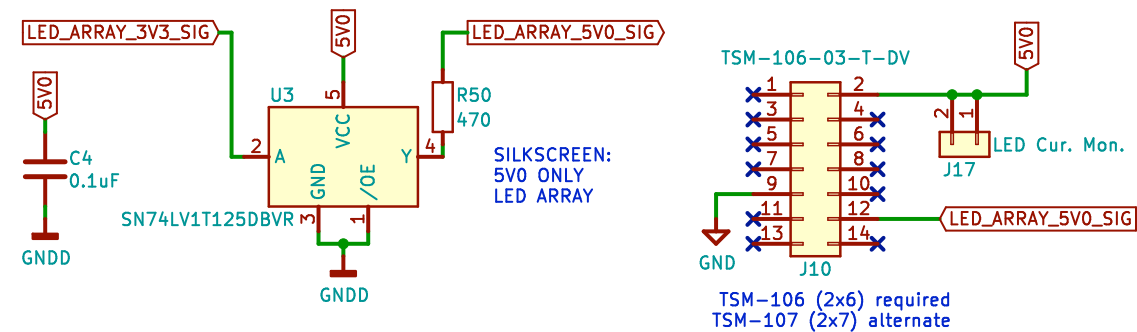 LED_ARRAY_3V3_SIG
5V0
LED_ARRAY_5V0_SIG
5V0
C4
0.1uF
GNDD
U3
5
VCC
2
A
Y
4
GND
/OE
3
1
SN74LV1T125DBVR
GNDD
R50
470
SILKSCREEN:
5V0 ONLY
LED ARRAY
TSM-106-03-T-DV
5V0
1
2
3
4
5
6
7
8
9
10
11
12
13
14
J10
GND
2
1
LED Cur. Mon.
J17
LED_ARRAY_5V0_SIG
TSM-106 (2x6) required
TSM-107 (2x7) alternate